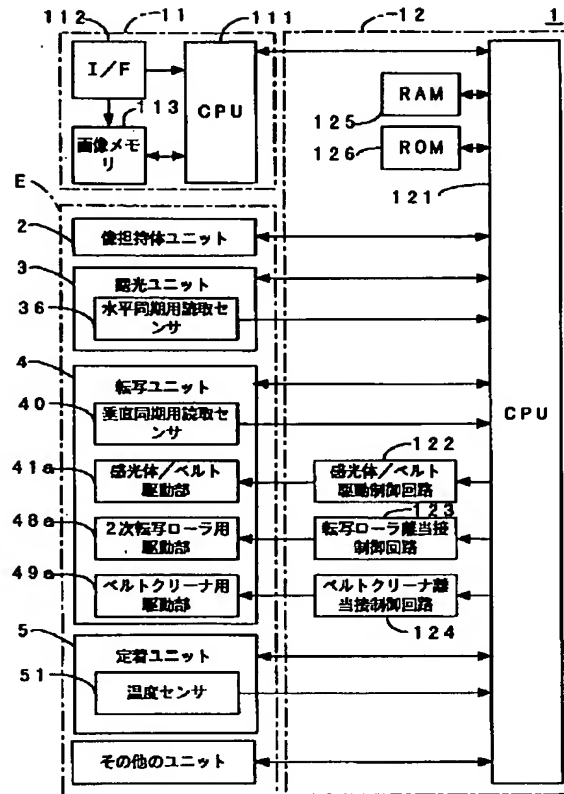 112
11
111
12
1
I/F
CPU
113
画像メモ
リ
RAM
125
ROM
126
121
E
2
像担持体ユニット
3
露光ユニット
36
水平同期用読取セ
ンサ
4
転写ユニット
40
垂直同期用読取セ
ンサ
CPU
122
41a
感光体/ベルト
駆動部
感光体/ベルト
駆動制御回路
123
48a
2次転写ローラ用
駆動部
転写ローラ離当接
制御回路
49a
ベルトクリーナ用
駆動部
ベルトクリーナ離
当接制御回路
124
5
定着ユニット
51
温度センサ
その他のユニット